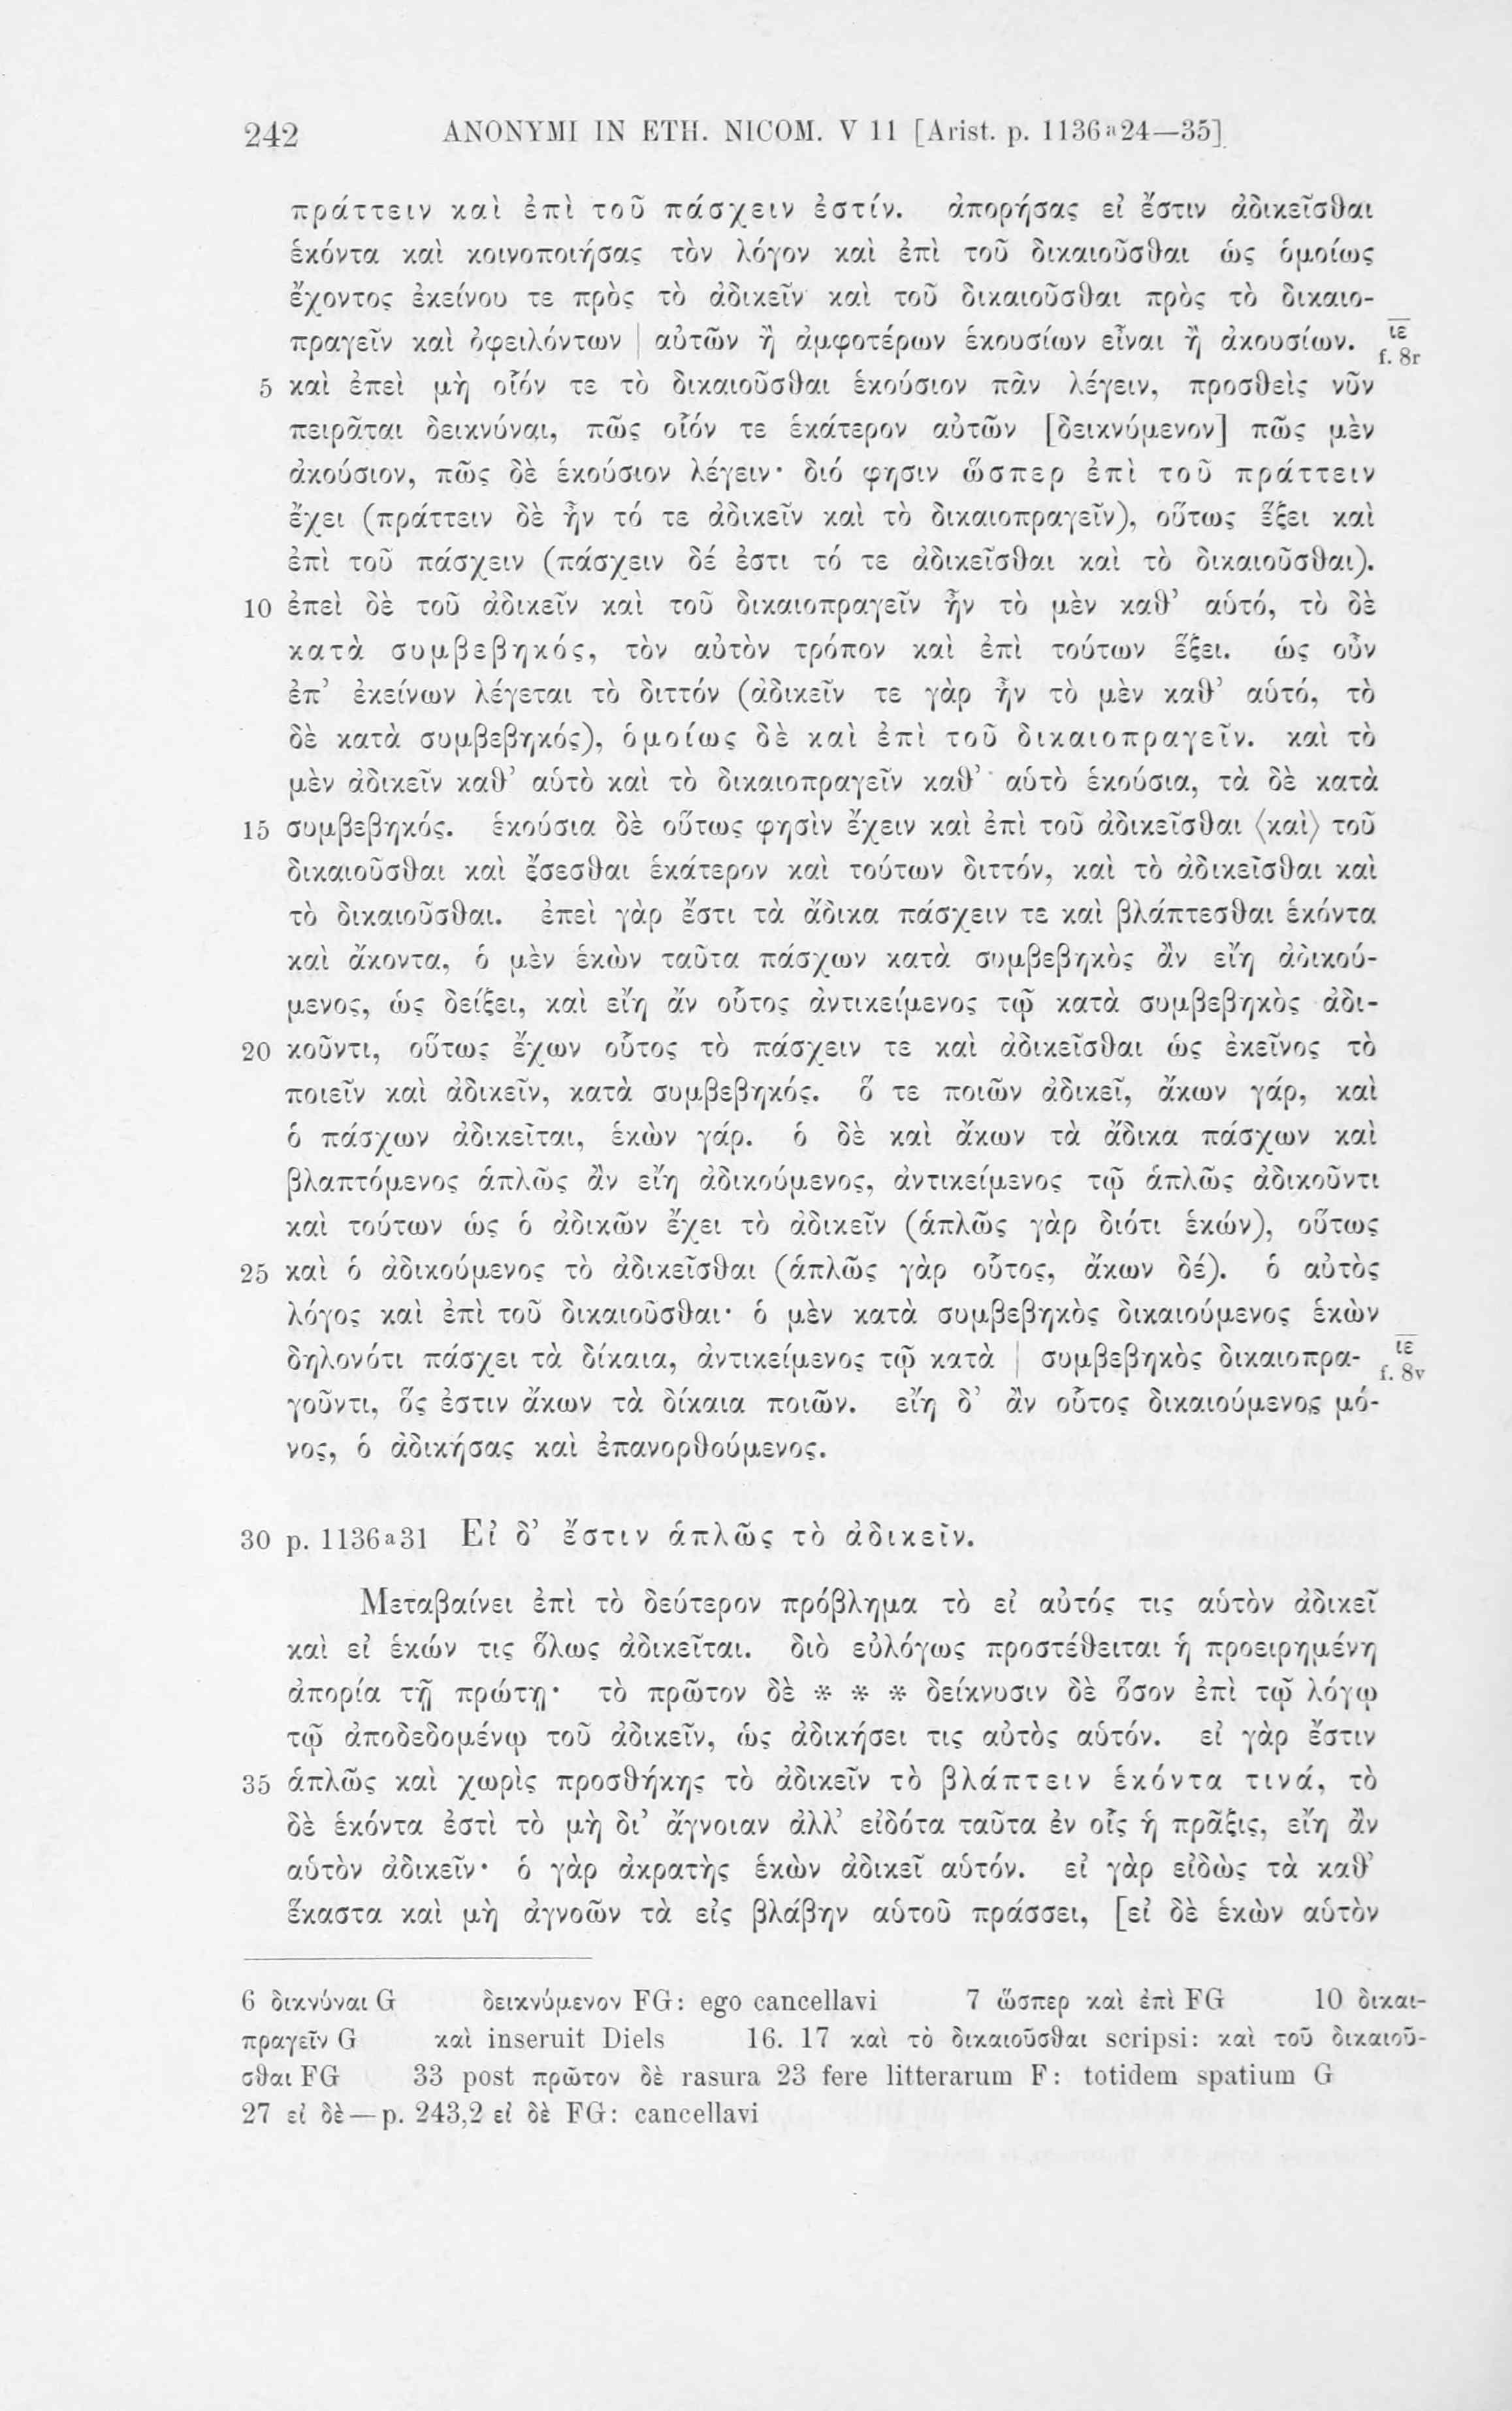 242 ANONYMI IN ETH. NICOM. V 11 [Arist. p. 1136ᵃ24—35]
πράττειν καὶ ἐπὶ τοῦ πάσχειν ἐστίν. ἀπορήσας εἰ ἔστιν ἀδικεῖσθαι
ἑκόντα καὶ κοινοποιήσας τὸν λόγον καὶ ἐπὶ τοῦ δικαιοῦσθαι ὡς ὁμοίως
ἔχοντος ἐκείνου τε πρὸς τὸ ἀδικεῖν καὶ τοῦ δικαιοῦσθαι πρὸς τὸ δικαιο-
πραγεῖν καὶ ὀφειλόντων | αὐτῶν ἢ ἀμφοτέρων ἑκουσίων εἶναι ἢ ἀκουσίων. ιε f. 8r
5 καὶ ἐπεὶ μὴ οἷόν τε τὸ δικαιοῦσθαι ἑκούσιον πᾶν λέγειν, προσθεὶς νῦν
πειρᾶται δεικνύναι, πῶς οἷόν τε ἑκάτερον αὐτῶν [δεικνύμενον] πῶς μὲν
ἀκούσιον, πῶς δὲ ἑκούσιον λέγειν· διό φησιν ὥσπερ ἐπὶ τοῦ πράττειν
ἔχει (πράττειν δὲ ἦν τό τε ἀδικεῖν καὶ τὸ δικαιοπραγεῖν), οὕτως ἕξει καὶ
ἐπὶ τοῦ πάσχειν (πάσχειν δέ ἐστι τό τε ἀδικεῖσθαι καὶ τὸ δικαιοῦσθαι).
10 ἐπεὶ δὲ τοῦ ἀδικεῖν καὶ τοῦ δικαιοπραγεῖν ἦν τὸ μὲν καθ’ αὑτό, τὸ δὲ
κατὰ συμβεβηκός, τὸν αὐτὸν τρόπον καὶ ἐπὶ τούτων ἕξει. ὡς οὖν
ἐπ’ ἐκείνων λέγεται τὸ διττόν (ἀδικεῖν τε γὰρ ἦν τὸ μὲν καθ’ αὑτό, τὸ
δὲ κατὰ συμβεβηκός), ὁμοίως δὲ καὶ ἐπὶ τοῦ δικαιοπραγεῖν. καὶ τὸ
μὲν ἀδικεῖν καθ’ αὑτὸ καὶ τὸ δικαιοπραγεῖν καθ’ αὑτὸ ἑκούσια, τὰ δὲ κατὰ
15 συμβεβηκός. ἑκούσια δὲ οὕτως φησὶν ἔχειν καὶ ἐπὶ τοῦ ἀδικεῖσθαι ⟨καὶ⟩ τοῦ
δικαιοῦσθαι καὶ ἔσεσθαι ἑκάτερον καὶ τούτων διττόν, καὶ τὸ ἀδικεῖσθαι καὶ
τὸ δικαιοῦσθαι. ἐπεὶ γὰρ ἔστι τὰ ἄδικα πάσχειν τε καὶ βλάπτεσθαι ἑκόντα
καὶ ἄκοντα, ὁ μὲν ἑκὼν ταῦτα πάσχων κατὰ συμβεβηκὸς ἂν εἴη ἀδικού-
μενος, ὡς δείξει, καὶ εἴη ἄν οὗτος ἀντικείμενος τῷ κατὰ συμβεβηκὸς ἀδι-
20 κοῦντι, οὕτως ἔχων οὗτος τὸ πάσχειν τε καὶ ἀδικεῖσθαι ὡς ἐκεῖνος τὸ
ποιεῖν καὶ ἀδικεῖν, κατὰ συμβεβηκός. ὅ τε ποιῶν ἀδικεῖ, ἄκων γάρ, καὶ
ὁ πάσχων ἀδικεῖται, ἑκὼν γάρ. ὁ δὲ καὶ ἄκων τὰ ἄδικα πάσχων καὶ
βλαπτόμενος ἁπλῶς ἂν εἴη ἀδικούμενος, ἀντικείμενος τῷ ἁπλῶς ἀδικοῦντι
καὶ τούτων ὡς ὁ ἀδικῶν ἔχει τὸ ἀδικεῖν (ἁπλῶς γὰρ διότι ἑκών), οὕτως
25 καὶ ὁ ἀδικούμενος τὸ ἀδικεῖσθαι (ἁπλῶς γὰρ οὗτος, ἄκων δέ). ὁ αὐτὸς
λόγος καὶ ἐπὶ τοῦ δικαιοῦσθαι· ὁ μὲν κατὰ συμβεβηκὸς δικαιούμενος ἑκὼν
δηλονότι πάσχει τὰ δίκαια, ἀντικείμενος τῷ κατὰ | συμβεβηκὸς δικαιοπρα- ιε f. 8v
γοῦντι, ὅς ἐστιν ἄκων τὰ δίκαια ποιῶν. εἴη δ’ ἂν οὗτος δικαιούμενος μό-
νος, ὁ ἀδικήσας καὶ ἐπανορθούμενος.
30 p. 1136ᵃ31 Εἰ δ’ ἔστιν ἁπλῶς τὸ ἀδικεῖν.
Μεταβαίνει ἐπὶ τὸ δεύτερον πρόβλημα τὸ εἰ αὐτός τις αὑτὸν ἀδικεῖ
καὶ εἰ ἑκών τις ὅλως ἀδικεῖται. διὸ εὐλόγως προστέθειται ἡ προειρημένη
ἀπορία τῇ πρώτῃ· τὸ πρῶτον δὲ * * * δείκνυσιν δὲ ὅσον ἐπὶ τῷ λόγῳ
τῷ ἀποδεδομένῳ τοῦ ἀδικεῖν, ὡς ἀδικήσει τις αὐτὸς αὑτόν. εἰ γὰρ ἔστιν
35 ἁπλῶς καὶ χωρὶς προσθήκης τὸ ἀδικεῖν τὸ βλάπτειν ἑκόντα τινά, τὸ
δὲ ἑκόντα ἐστὶ τὸ μὴ δι’ ἄγνοιαν ἀλλ’ εἰδότα ταῦτα ἐν οἷς ἡ πρᾶξις, εἴη ἂν
αὑτὸν ἀδικεῖν· ὁ γὰρ ἀκρατὴς ἑκὼν ἀδικεῖ αὑτόν. εἰ γὰρ εἰδὼς τὰ καθ’
ἕκαστα καὶ μὴ ἀγνοῶν τὰ εἰς βλάβην αὑτοῦ πράσσει, [εἰ δὲ ἑκὼν αὑτὸν
6 δικνύναι G δεικνύμενον FG: ego cancellavi 7 ὥσπερ καὶ ἐπὶ FG 10 δικαι-
πραγεῖν G καὶ inseruit Diels 16. 17 καὶ τὸ δικαιοῦσθαι scripsi: καὶ τοῦ δικαιοῦ-
σθαι FG 33 post πρῶτον δὲ rasura 23 fere litterarum F: totidem spatium G
27 εἰ δὲ—p. 243,2 εἰ δὲ FG: cancellavi